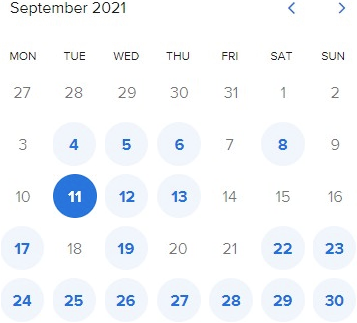 September 2021
MON TUE WED THU FRI SAT SUN
27 28 29 30 31 1 2
3 4 5 6 7 8 9
10 11 12 13 14 15 16
17 18 19 20 21 22 23
24 25 26 27 28 29 30